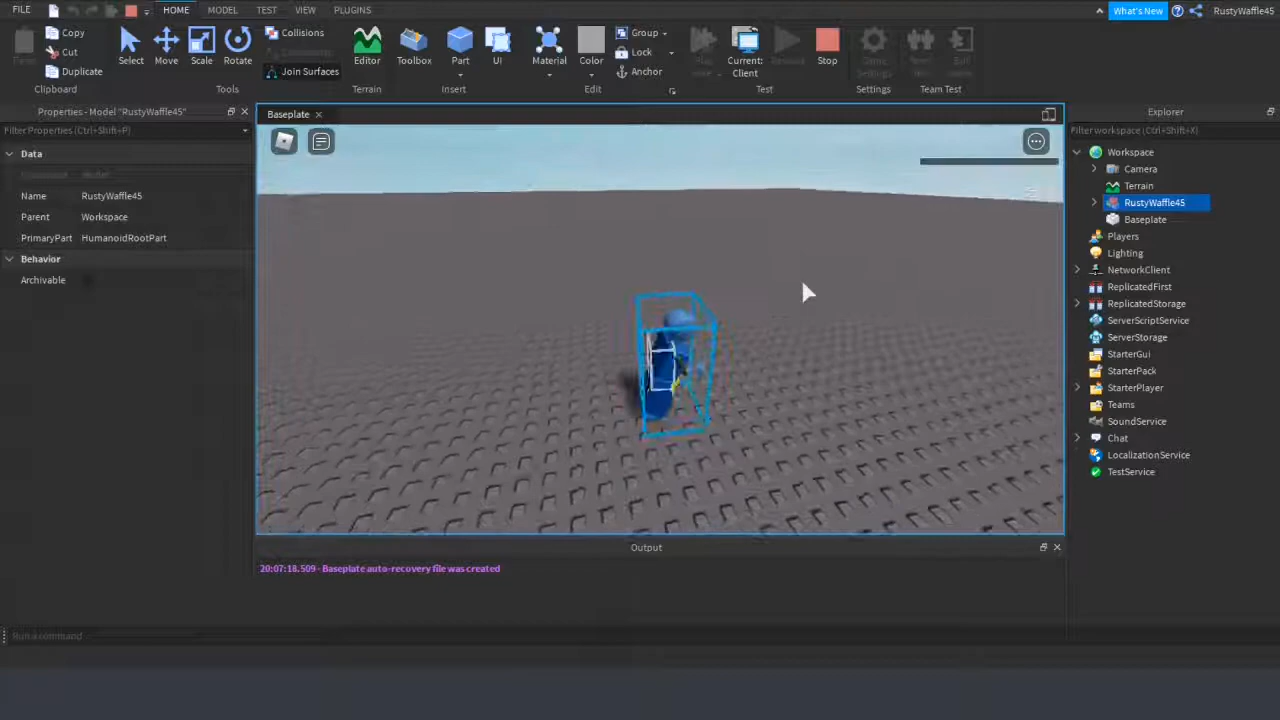 FILE HOME MODEL TEST VIEW PLUGINS What's New RustyWaffle45
Copy Collisions Group
Cut Lock
Select Move Scale Rotate Editor Toolbox Part UI Material Color Current: Stop
Duplicate Join Surfaces Anchor Client
Clipboard Tools Terrain Insert Edit Test Settings Team Test
Properties - Model "RustyWaffle45"
Filter Properties (Ctrl+Shift+P)
Data
Name RustyWaffle45
Parent Workspace
PrimaryPart HumanoidRootPart
Behavior
Archivable
Baseplate
Explorer
Filter workspace (Ctrl+Shift+X)
Workspace
Camera
Terrain
RustyWaffle45
Baseplate
Players
Lighting
NetworkClient
ReplicatedFirst
ReplicatedStorage
ServerScriptService
ServerStorage
StarterGui
StarterPack
StarterPlayer
Teams
SoundService
Chat
LocalizationService
TestService
Output
20:07:18.509 - Baseplate auto-recovery file was created
Run a command